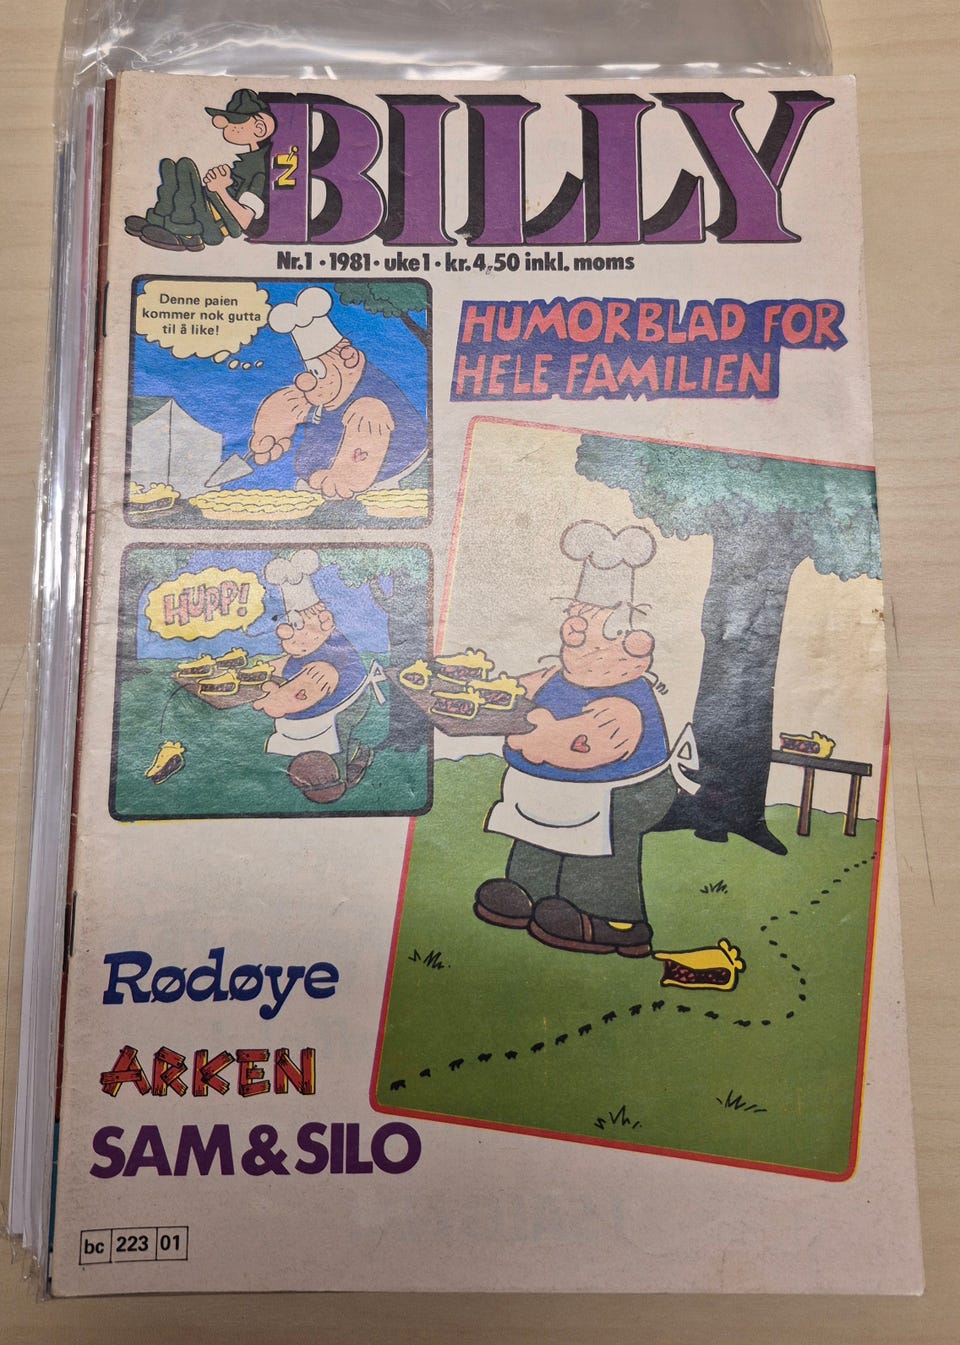 BILLY
Nr.1 · 1981 · uke 1 · kr. 4,50 inkl. moms
Denne paien
kommer nok gutta
til å like!
HUMORBLAD FOR
HELE FAMILIEN
HUPP!
Rødøye
ARKEN
SAM & SILO
bc 223 01